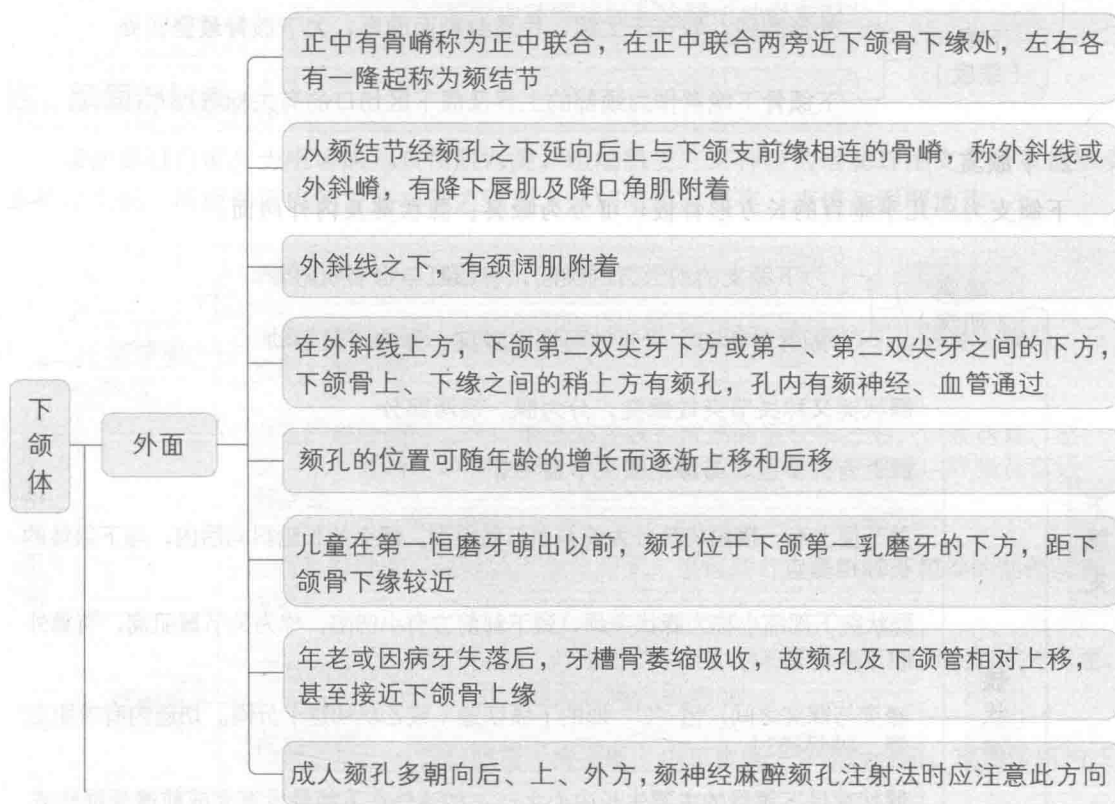 正中有骨嵴称为正中联合，在正中联合两旁近下颌骨下缘处，左右各
有一隆起称为颏结节
从颏结节经颏孔之下延向后上与下颌支前缘相连的骨嵴，称外斜线或
外斜嵴，有降下唇肌及降口角肌附着
外斜线之下，有颈阔肌附着
在外斜线上方，下颌第二双尖牙下方或第一、第二双尖牙之间的下方，
下颌骨上、下缘之间的稍上方有颏孔，孔内有颏神经、血管通过
下颌体
外面
颏孔的位置可随年龄的增长而逐渐上移和后移
儿童在第一恒磨牙萌出以前，颏孔位于下颌第一乳磨牙的下方，距下
颌骨下缘较近
年老或因病牙失落后，牙槽骨萎缩吸收，故颏孔及下颌管相对上移，
甚至接近下颌骨上缘
成人颏孔多朝向后、上、外方，颏神经麻醉颏孔注射法时应注意此方向